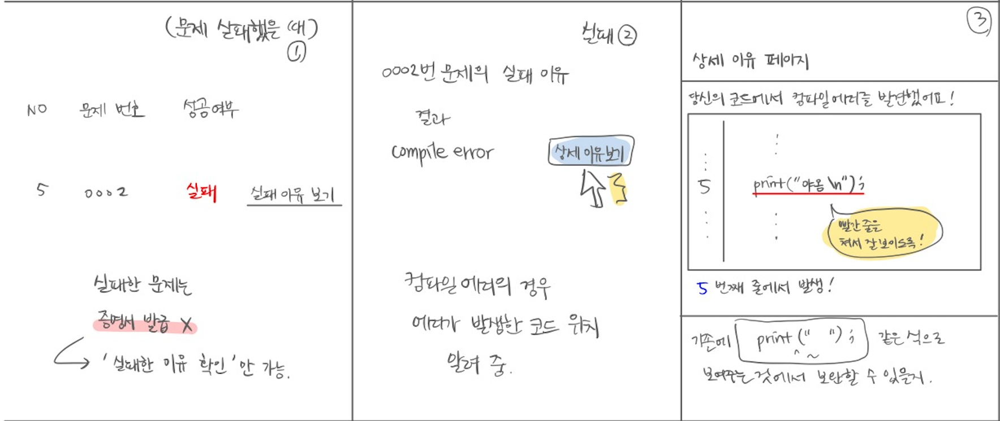 (문제 실패했을 때)
①
NO 문제 번호 성공여부
5 0002 실패 실패 이유 보기
실패한 문제는
증명서 발급 X
'실패한 이유 확인'만 가능.
실패 ②
0002번 문제의 실패 이유
결과
compile error 상세 이유 보기
컴파일 에러의 경우
에러가 발생한 코드 위치
알려 줌.
③
상세 이유 페이지
당신의 코드에서 컴파일에러를 발견했어요!
5 print("야옹\n");
빨간 줄을
쳐서 잘보이도록!
5 번째 줄에서 발생!
기존에 print(" "); 같은 식으로
^ ~
보여주는 것에서 보완할 수 있을지.